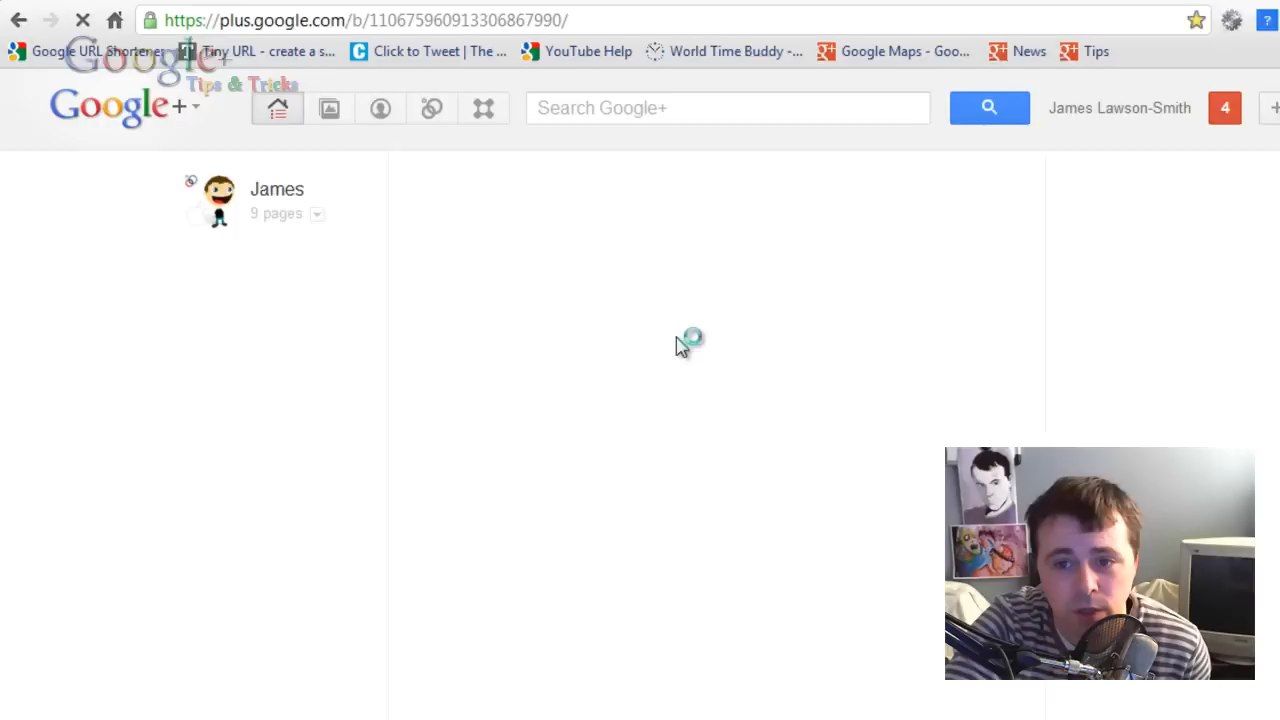 https://plus.google.com/b/110675960913306867990/
Google URL Shortener
Tiny URL - create a s...
Click to Tweet | The ...
YouTube Help
World Time Buddy -...
Google Maps - Goo...
News
Tips
Google+
Tips & Tricks
Google+
Search Google+
James Lawson-Smith
4
+
James
9 pages